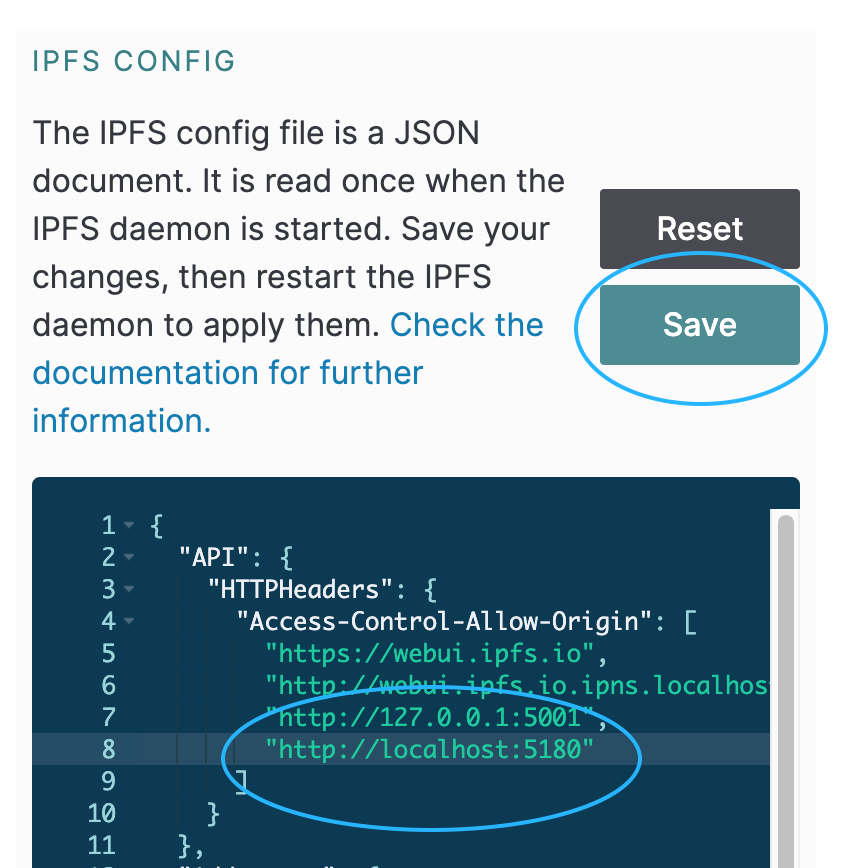 IPFS CONFIG
The IPFS config file is a JSON
document. It is read once when the
IPFS daemon is started. Save your
changes, then restart the IPFS
daemon to apply them. Check the
documentation for further
information.
Reset
Save
1 {
2 "API": {
3 "HTTPHeaders": {
4 "Access-Control-Allow-Origin": [
5 "https://webui.ipfs.io",
6 "http://webui.ipfs.io.ipns.localhos
7 "http://127.0.0.1:5001",
8 "http://localhost:5180"
9 ]
10 }
11 },